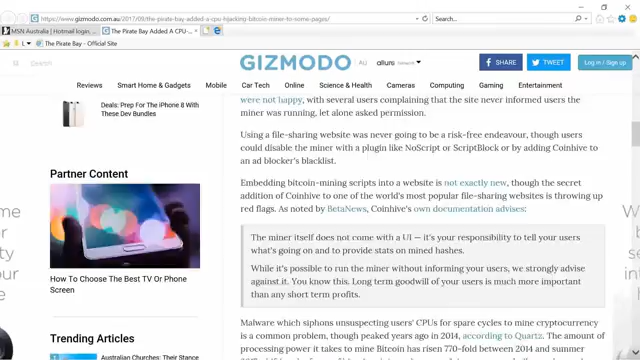 https://www.gizmodo.com.au/2017/09/the-pirate-bay-added-a-cpu-hijacking-bitcoin-miner-to-some-pages/
Search...
MSN Australia | Hotmail login...
The Pirate Bay Added A CPU-...
The Pirate Bay - Official Site
Search
GIZMODO AU
allure
SHARE
TWEET
Log in / Sign up
Reviews Smart Home & Gadgets Mobile Car Tech Online Science & Health Cameras Computing Gaming Entertainment
Deals: Prep For The iPhone 8 With
These Dev Bundles
Partner Content
How To Choose The Best TV Or Phone
Screen
Trending Articles
Australian Churches: Their Stance
were not happy, with several users complaining that the site never informed users the
miner was running, let alone asked permission.
Using a file-sharing website was never going to be a risk-free endeavour, though users
could disable the miner with a plugin like NoScript or ScriptBlock or by adding Coinhive to
an ad blocker's blacklist.
Embedding bitcoin-mining scripts into a website is not exactly new, though the secret
addition of Coinhive to one of the world's most popular file-sharing websites is throwing up
red flags. As noted by BetaNews, Coinhive's own documentation advises:
The miner itself does not come with a UI — it's your responsibility to tell your users
what's going on and to provide stats on mined hashes.
While it's possible to run the miner without informing your users, we strongly advise
against it. You know this. Long term goodwill of your users is much more important
than any short term profits.
Malware which siphons unsuspecting users' CPUs for spare cycles to mine cryptocurrency
is a common problem, though peaked years ago in 2014, according to Quartz. The amount of
processing power it takes to mine Bitcoin has risen 770-fold between 2014 and summer